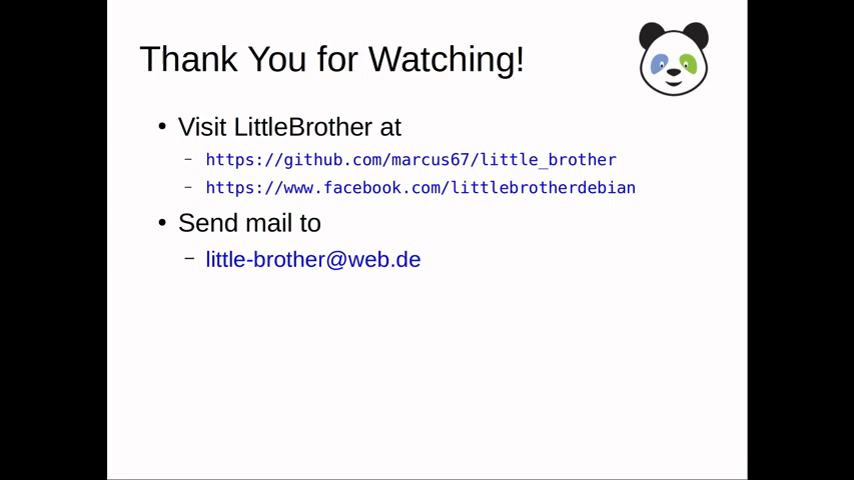 Thank You for Watching!
• Visit LittleBrother at
– https://github.com/marcus67/little_brother
– https://www.facebook.com/littlebrotherdebian
• Send mail to
– little-brother@web.de